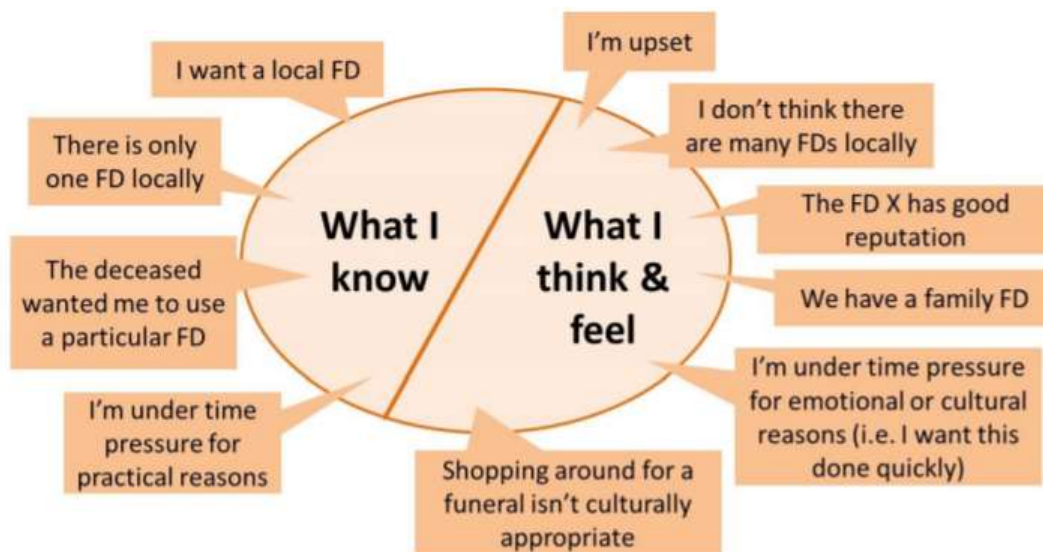 I want a local FD
There is only
one FD locally
The deceased
wanted me to use
a particular FD
I'm under time
pressure for
practical reasons
What I
know
What I
think &
feel
I'm upset
I don't think there
are many FDs locally
The FD X has good
reputation
We have a family FD
I'm under time pressure
for emotional or cultural
reasons (i.e. I want this
done quickly)
Shopping around for a
funeral isn't culturally
appropriate